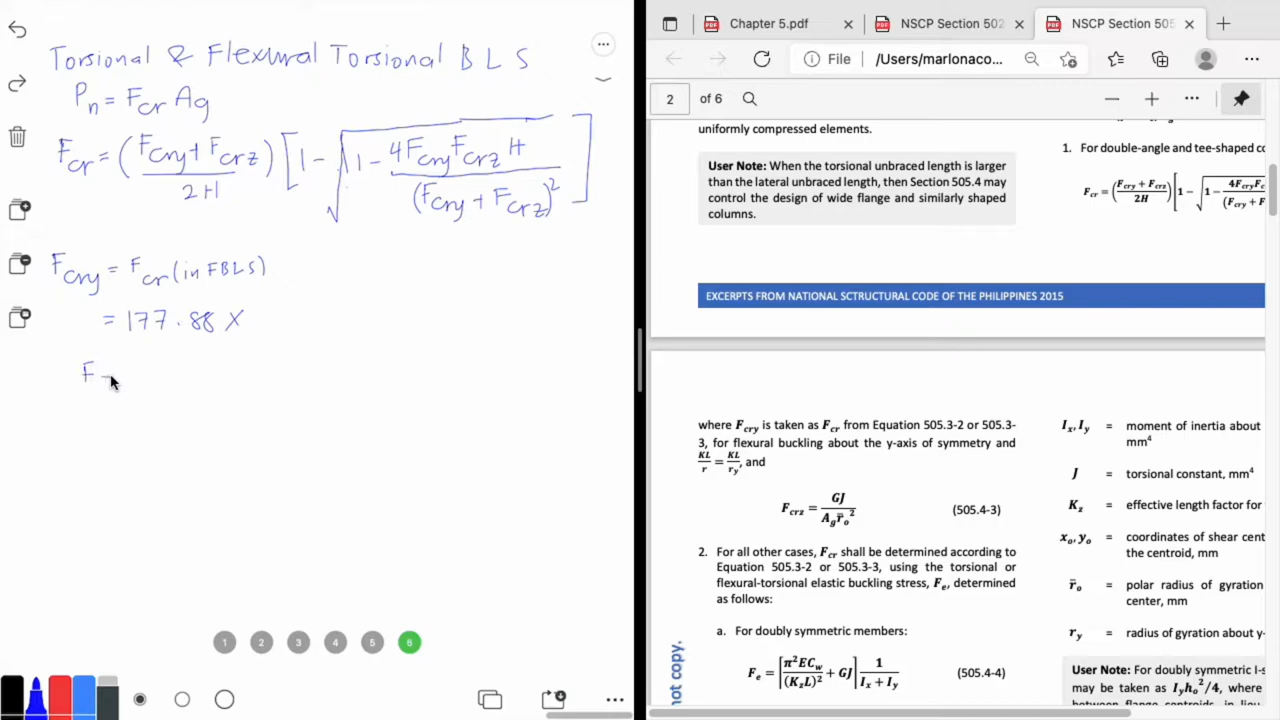 Torsional & Flexural Torsional B L S
Pn = Fcr Ag
Fcr = (Fcry + Fcrz / 2H) [1 - √(1 - 4Fcry Fcrz H / (Fcry + Fcrz)²)]
Fcry = Fcr (in FBLS)
= 177.88 X
F -
1 2 3 4 5 6
Chapter 5.pdf
NSCP Section 502
NSCP Section 505
File /Users/marlonaco...
2 of 6
uniformly compressed elements.
User Note: When the torsional unbraced length is larger
than the lateral unbraced length, then Section 505.4 may
control the design of wide flange and similarly shaped
columns.
1. For double-angle and tee-shaped co
Fcr = (Fcry + Fcrz / 2H) [1 - √1 - 4FcryFc / (Fcry + F
EXCERPTS FROM NATIONAL SCTRUCTURAL CODE OF THE PHILIPPINES 2015
where Fcry is taken as Fcr from Equation 505.3-2 or 505.3-
3, for flexural buckling about the y-axis of symmetry and
KL/r = KL/ry, and
Fcrz = GJ / Ag r̄o² (505.4-3)
2. For all other cases, Fcr shall be determined according to
Equation 505.3-2 or 505.3-3, using the torsional or
flexural-torsional elastic buckling stress, Fe, determined
as follows:
a. For doubly symmetric members:
Fe = [π²ECw / (KzL)² + GJ] 1 / Ix + Iy (505.4-4)
Ix, Iy = moment of inertia about
mm⁴
J = torsional constant, mm⁴
Kz = effective length factor for
xo, yo = coordinates of shear cent
the centroid, mm
r̄o = polar radius of gyration
center, mm
ry = radius of gyration about y-
User Note: For doubly symmetric I-s
may be taken as Iyho²/4, where
not copy.